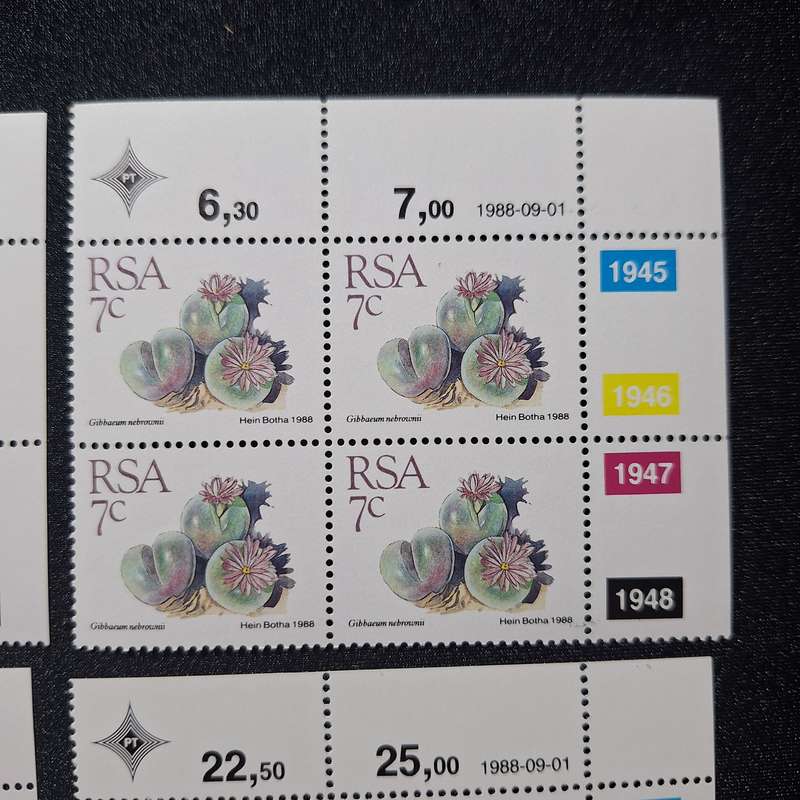 PT
6,30 7,00 1988-09-01
RSA
7c
Gibbaeum nebrownii Hein Botha 1988
RSA
7c
Gibbaeum nebrownii Hein Botha 1988
1945
1946
RSA
7c
Gibbaeum nebrownii Hein Botha 1988
RSA
7c
Gibbaeum nebrownii Hein Botha 1988
1947
1948
PT
22,50 25,00 1988-09-01